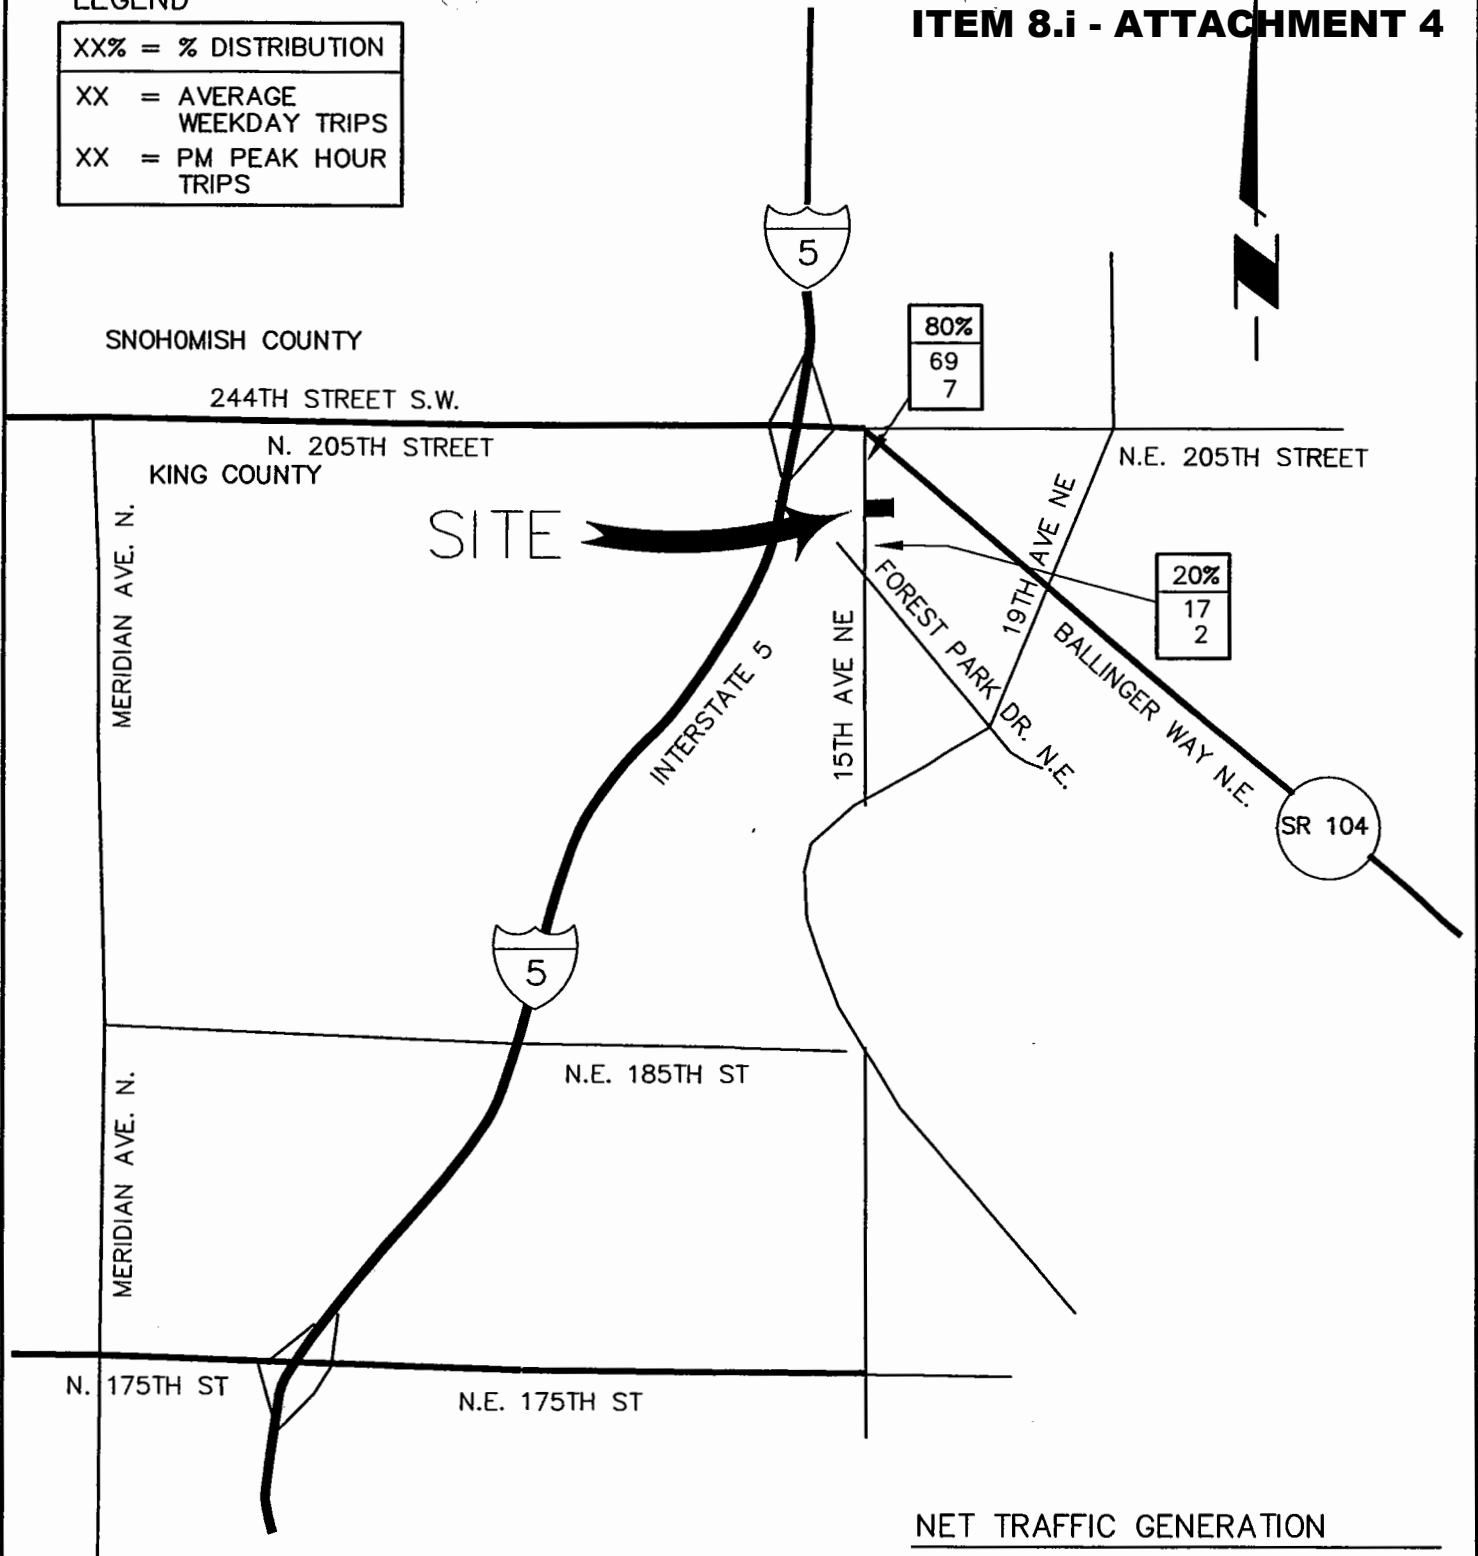 LEGEND
ITEM 8.i - ATTACHMENT 4
XX% = % DISTRIBUTION
XX = AVERAGE
WEEKDAY TRIPS
XX = PM PEAK HOUR
TRIPS
5
N
SNOHOMISH COUNTY
80%
69
7
244TH STREET S.W.
N. 205TH STREET
N.E. 205TH STREET
KING COUNTY
SITE
MERIDIAN AVE. N.
19TH AVE NE
20%
17
2
FOREST PARK DR. N.E.
15TH AVE NE
BALLINGER WAY N.E.
INTERSTATE 5
SR 104
5
N.E. 185TH ST
MERIDIAN AVE. N.
N. 175TH ST
N.E. 175TH ST
NET TRAFFIC GENERATION